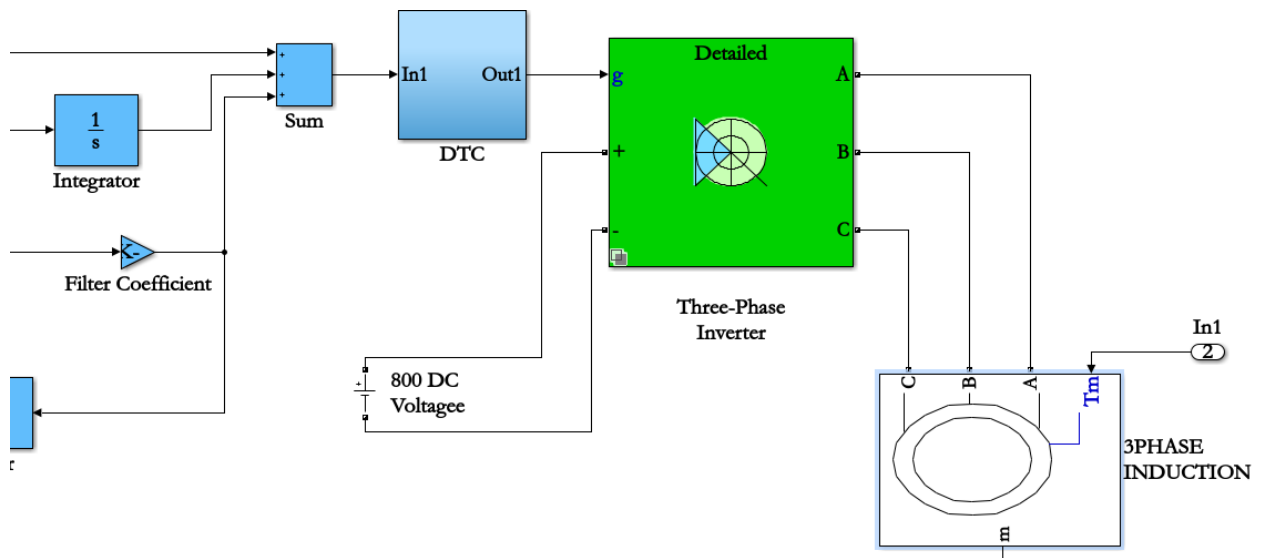 +
+
+
Sum
In1
Out1
DTC
Detailed
g
+
-
A
B
C
Three-Phase
Inverter
1
s
Integrator
K-
Filter Coefficient
+
800 DC
Voltagee
In1
2
C
B
A
Tm
m
3PHASE
INDUCTION
r